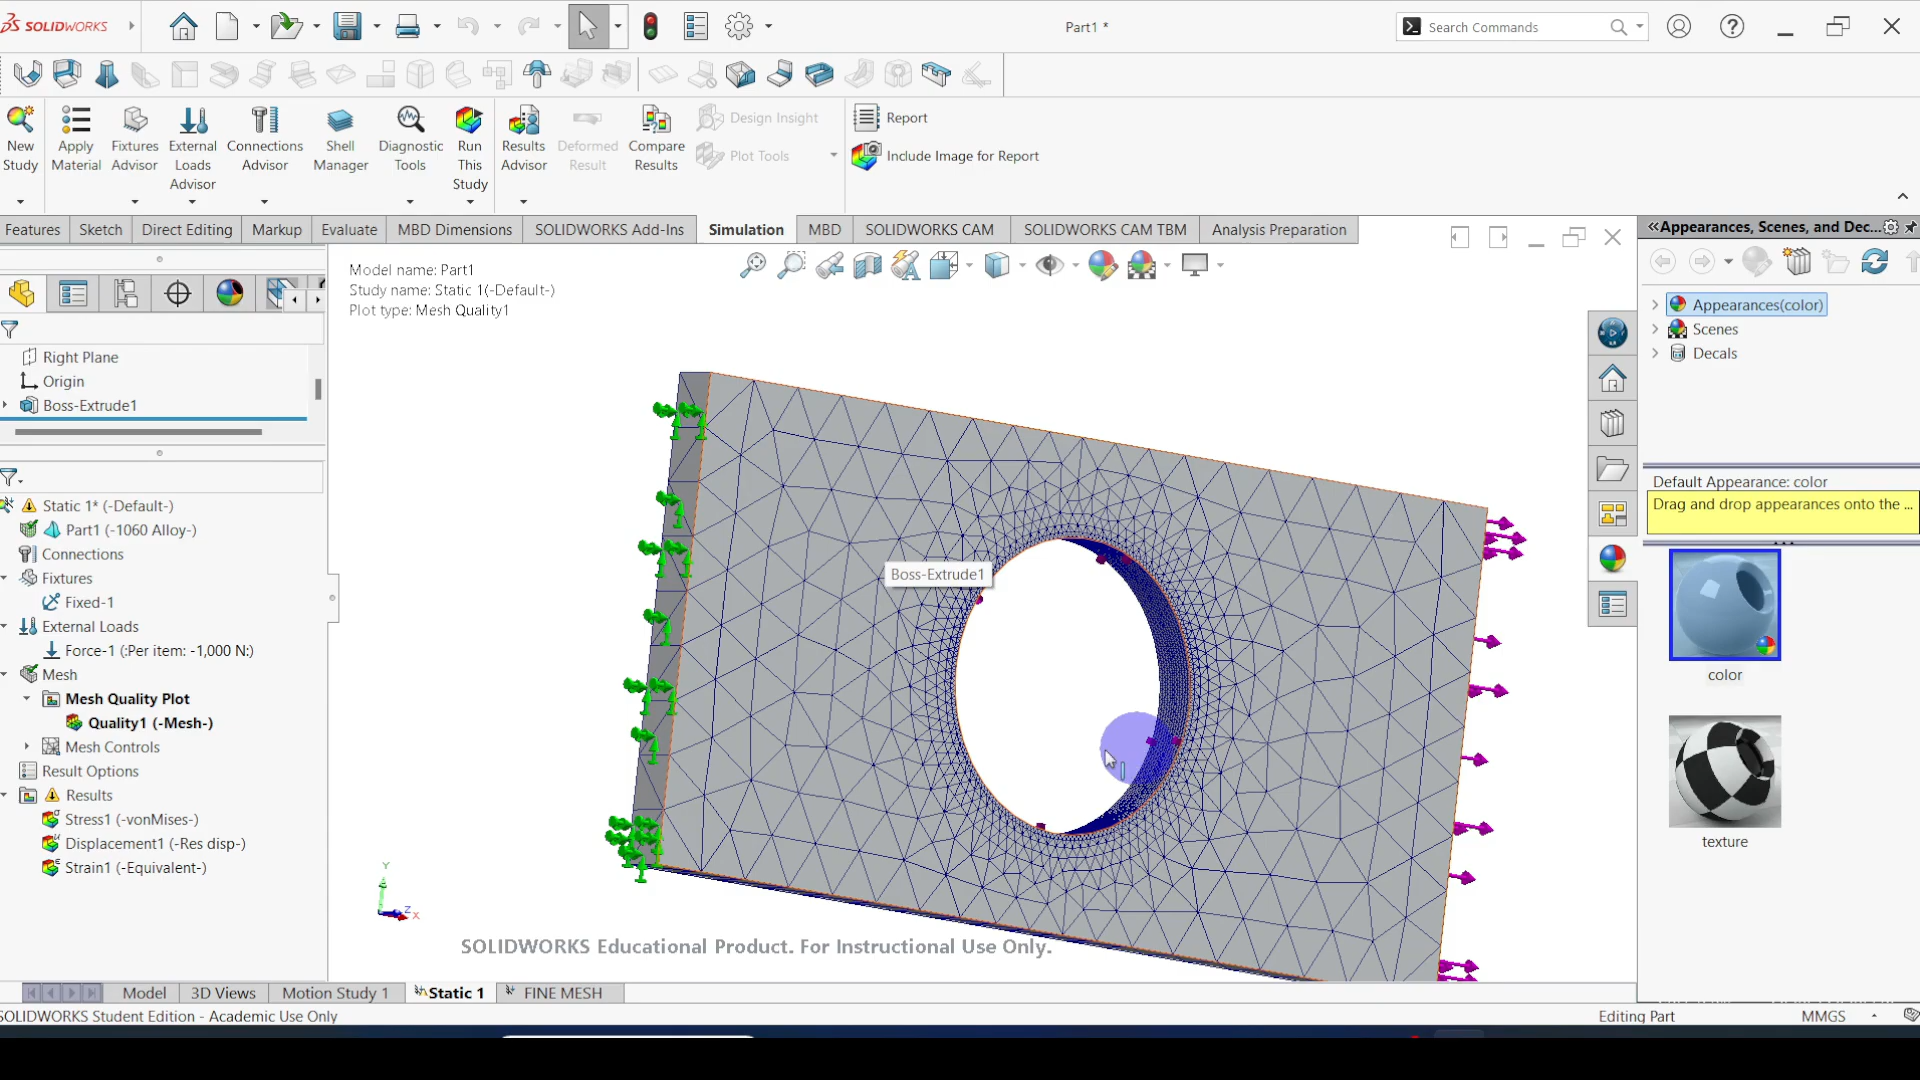 SOLIDWORKS
Part1 *
Search Commands
New Study
Apply Material
Fixtures Advisor
External Loads Advisor
Connections Advisor
Shell Manager
Diagnostic Tools
Run This Study
Results Advisor
Deformed Result
Compare Results
Design Insight
Plot Tools
Report
Include Image for Report
Features
Sketch
Direct Editing
Markup
Evaluate
MBD Dimensions
SOLIDWORKS Add-Ins
Simulation
MBD
SOLIDWORKS CAM
SOLIDWORKS CAM TBM
Analysis Preparation
Appearances, Scenes, and Dec...
Model name: Part1
Study name: Static 1(-Default-)
Plot type: Mesh Quality1
Right Plane
Origin
Boss-Extrude1
Static 1* (-Default-)
Part1 (-1060 Alloy-)
Connections
Fixtures
Fixed-1
External Loads
Force-1 (:Per item: -1,000 N:)
Mesh
Mesh Quality Plot
Quality1 (-Mesh-)
Mesh Controls
Result Options
Results
Stress1 (-vonMises-)
Displacement1 (-Res disp-)
Strain1 (-Equivalent-)
Boss-Extrude1
Y
Z
X
SOLIDWORKS Educational Product. For Instructional Use Only.
Appearances(color)
Scenes
Decals
Default Appearance: color
Drag and drop appearances onto the ...
color
texture
Model
3D Views
Motion Study 1
Static 1
FINE MESH
SOLIDWORKS Student Edition - Academic Use Only
Editing Part
MMGS